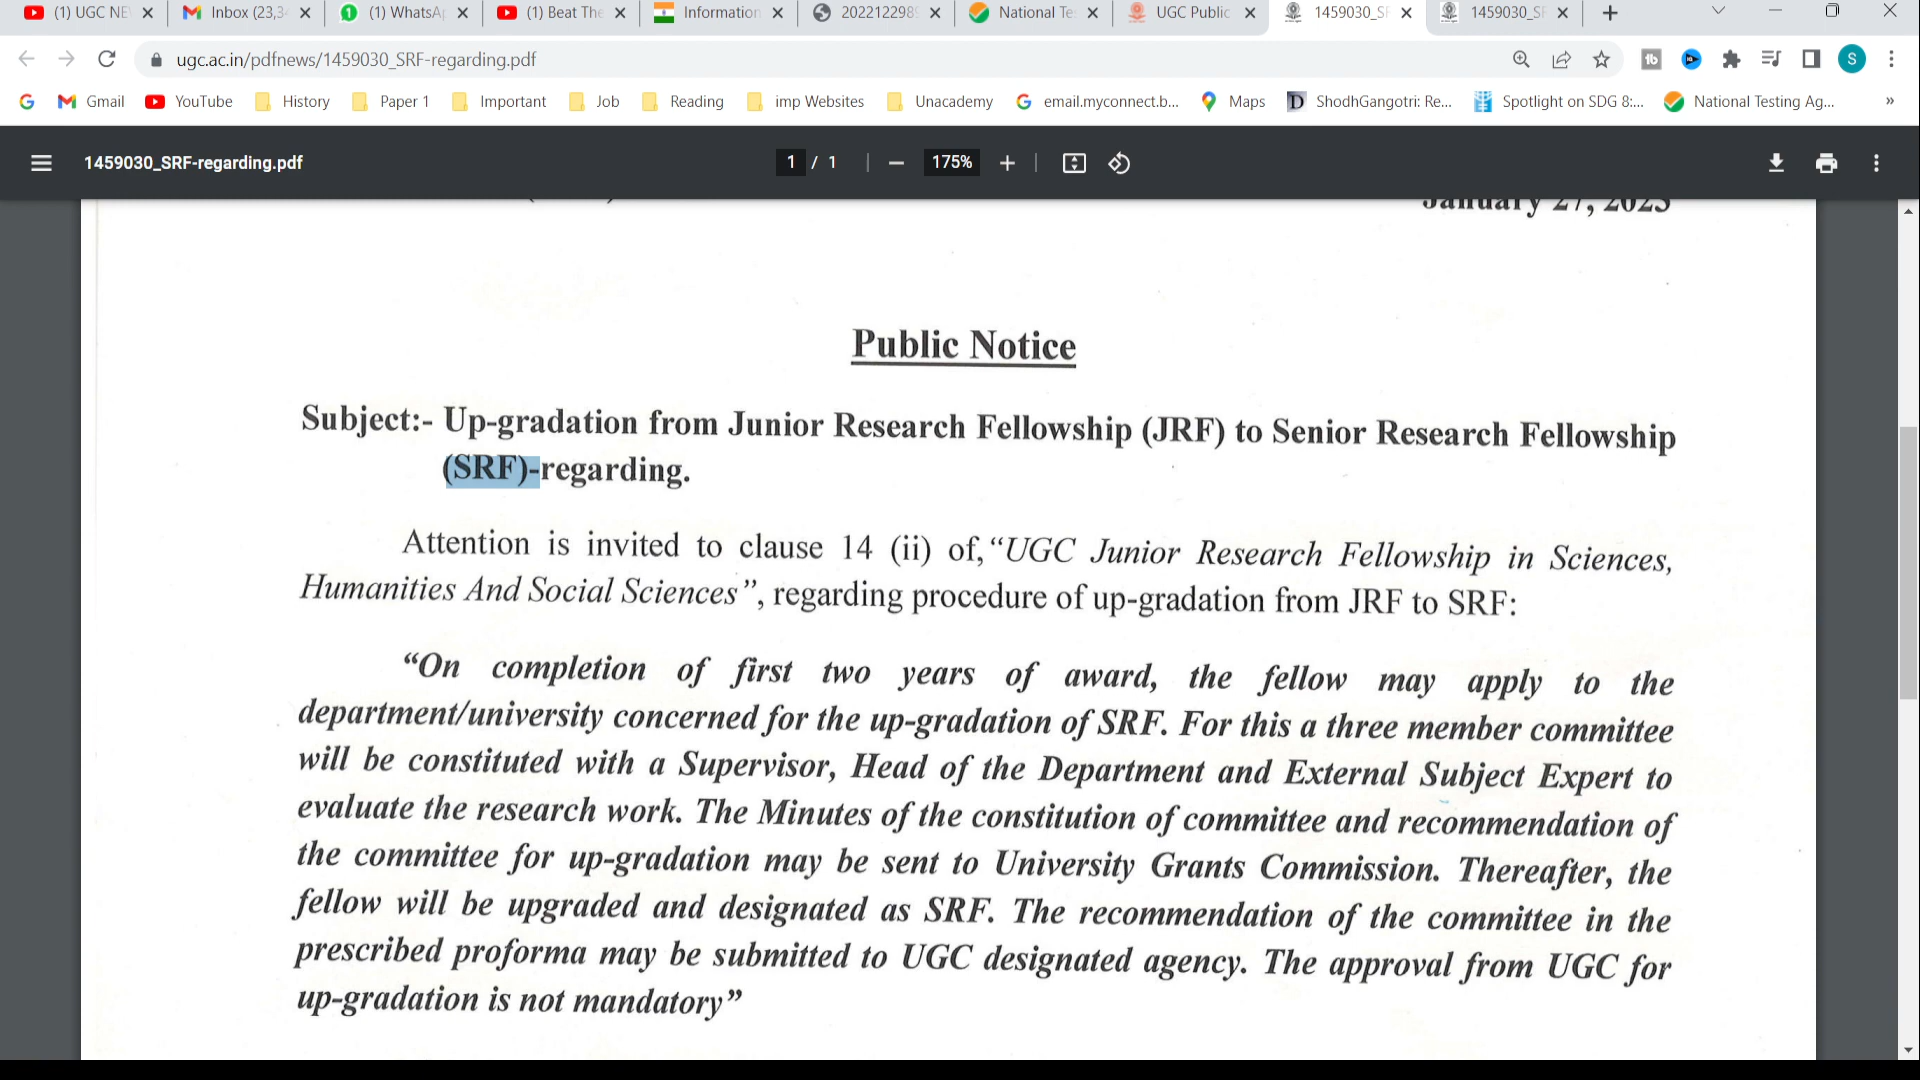 (1) UGC NE
Inbox (23,3
(1) WhatsA
(1) Beat The
Information
2022122989
National Te
UGC Public
1459030_SF
1459030_SF
ugc.ac.in/pdfnews/1459030_SRF-regarding.pdf
S
Gmail
YouTube
History
Paper 1
Important
Job
Reading
imp Websites
Unacademy
email.myconnect.b...
Maps
ShodhGangotri: Re...
Spotlight on SDG 8:...
National Testing Ag...
»
1459030_SRF-regarding.pdf
1 / 1
175%
January 27, 2023
Public Notice
Subject:- Up-gradation from Junior Research Fellowship (JRF) to Senior Research Fellowship
(SRF)-regarding.
Attention is invited to clause 14 (ii) of, “UGC Junior Research Fellowship in Sciences,
Humanities And Social Sciences”, regarding procedure of up-gradation from JRF to SRF:
“On completion of first two years of award, the fellow may apply to the
department/university concerned for the up-gradation of SRF. For this a three member committee
will be constituted with a Supervisor, Head of the Department and External Subject Expert to
evaluate the research work. The Minutes of the constitution of committee and recommendation of
the committee for up-gradation may be sent to University Grants Commission. Thereafter, the
fellow will be upgraded and designated as SRF. The recommendation of the committee in the
prescribed proforma may be submitted to UGC designated agency. The approval from UGC for
up-gradation is not mandatory”